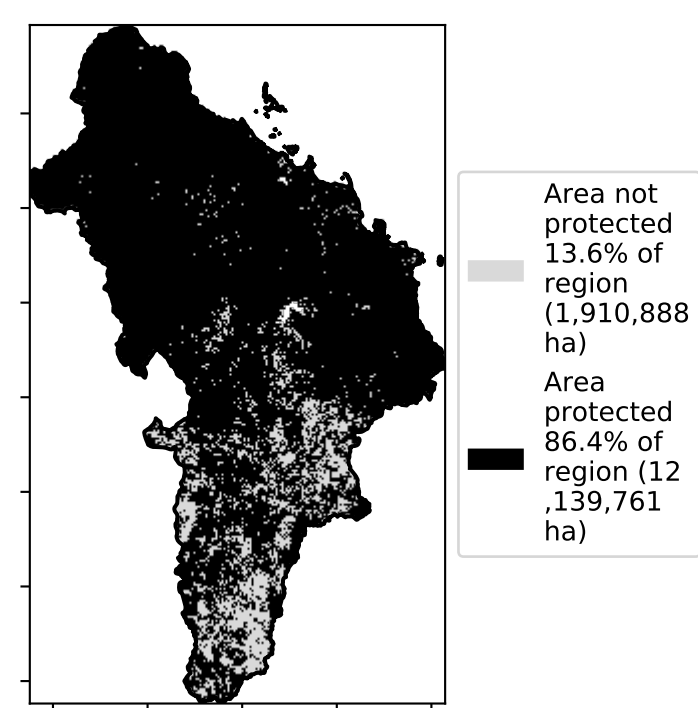 Area not
protected
13.6% of
region
(1,910,888
ha)
Area
protected
86.4% of
region (12
,139,761
ha)